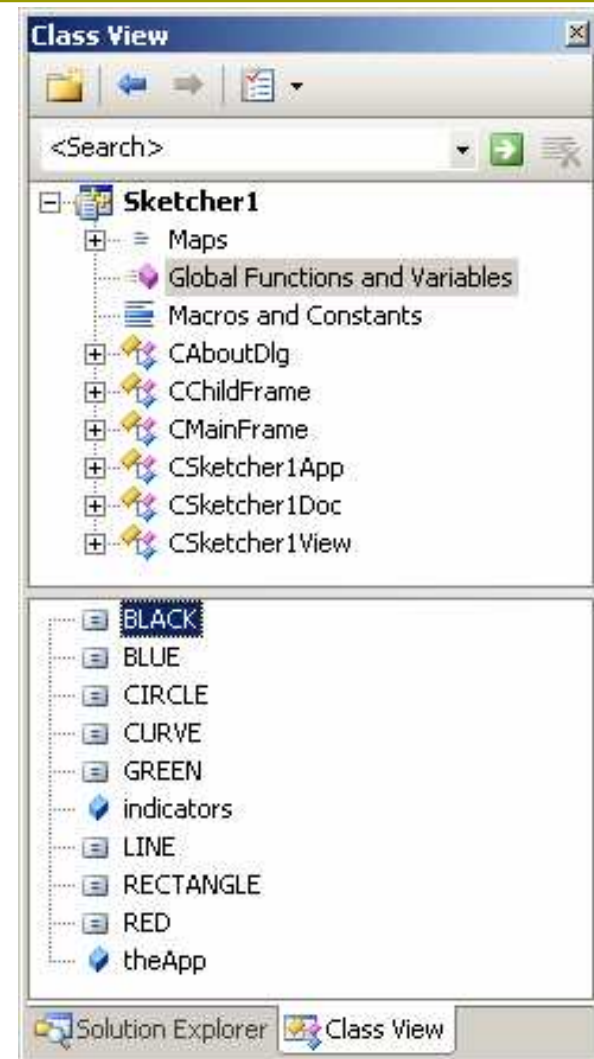 Class View
<Search>
Sketcher1
Maps
Global Functions and Variables
Macros and Constants
CAboutDlg
CChildFrame
CMainFrame
CSketcher1App
CSketcher1Doc
CSketcher1View
BLACK
BLUE
CIRCLE
CURVE
GREEN
indicators
LINE
RECTANGLE
RED
theApp
Solution Explorer Class View